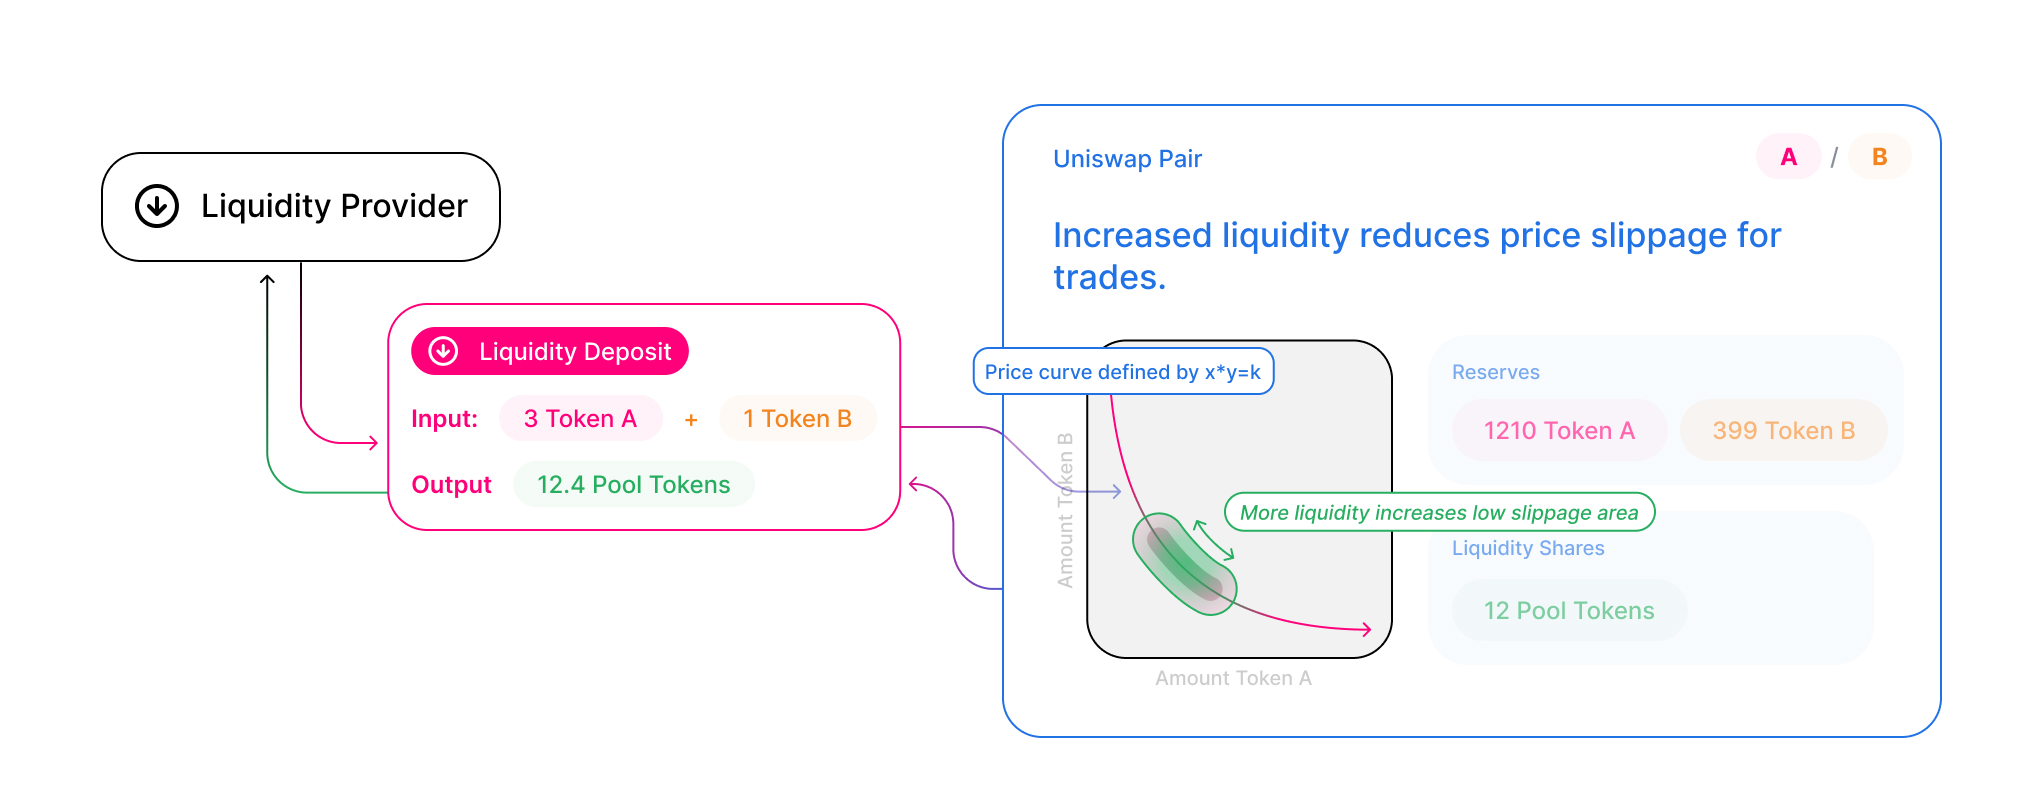 Liquidity Provider
Liquidity Deposit
Input: 3 Token A + 1 Token B
Output 12.4 Pool Tokens
Uniswap Pair
A / B
Increased liquidity reduces price slippage for
trades.
Price curve defined by x*y=k
Amount Token B
Amount Token A
More liquidity increases low slippage area
Reserves
1210 Token A 399 Token B
Liquidity Shares
12 Pool Tokens